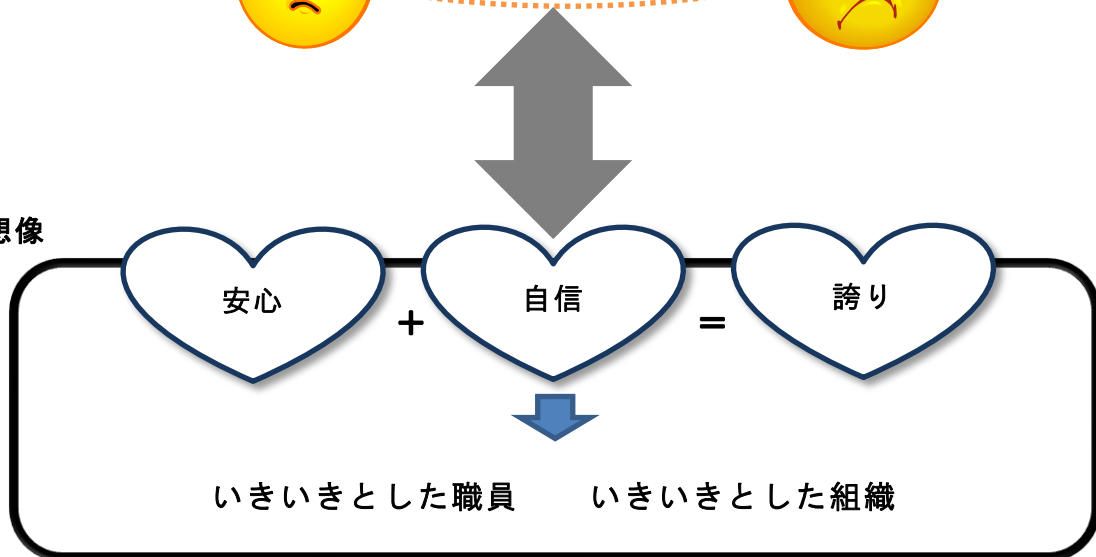 想像
安心 + 自信 = 誇り
いきいきとした職員 いきいきとした組織